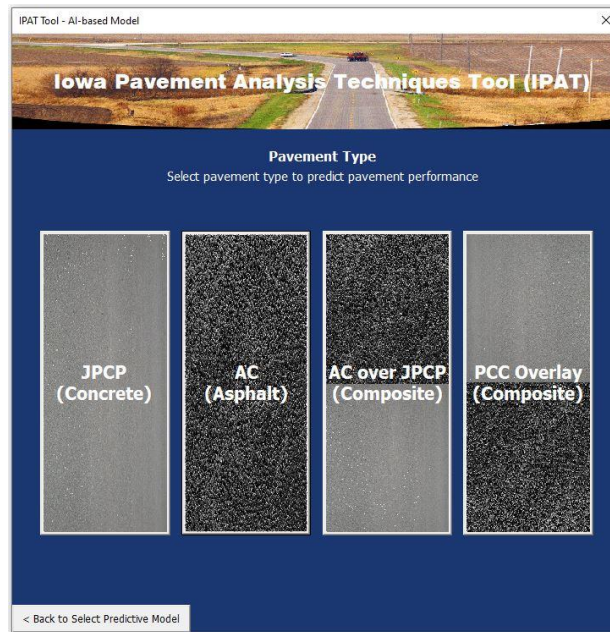 IPAT Tool - AI-based Model
Iowa Pavement Analysis Techniques Tool (IPAT)
Pavement Type
Select pavement type to predict pavement performance
JPCP
(Concrete)
AC
(Asphalt)
AC over JPCP
(Composite)
PCC Overlay
(Composite)
< Back to Select Predictive Model